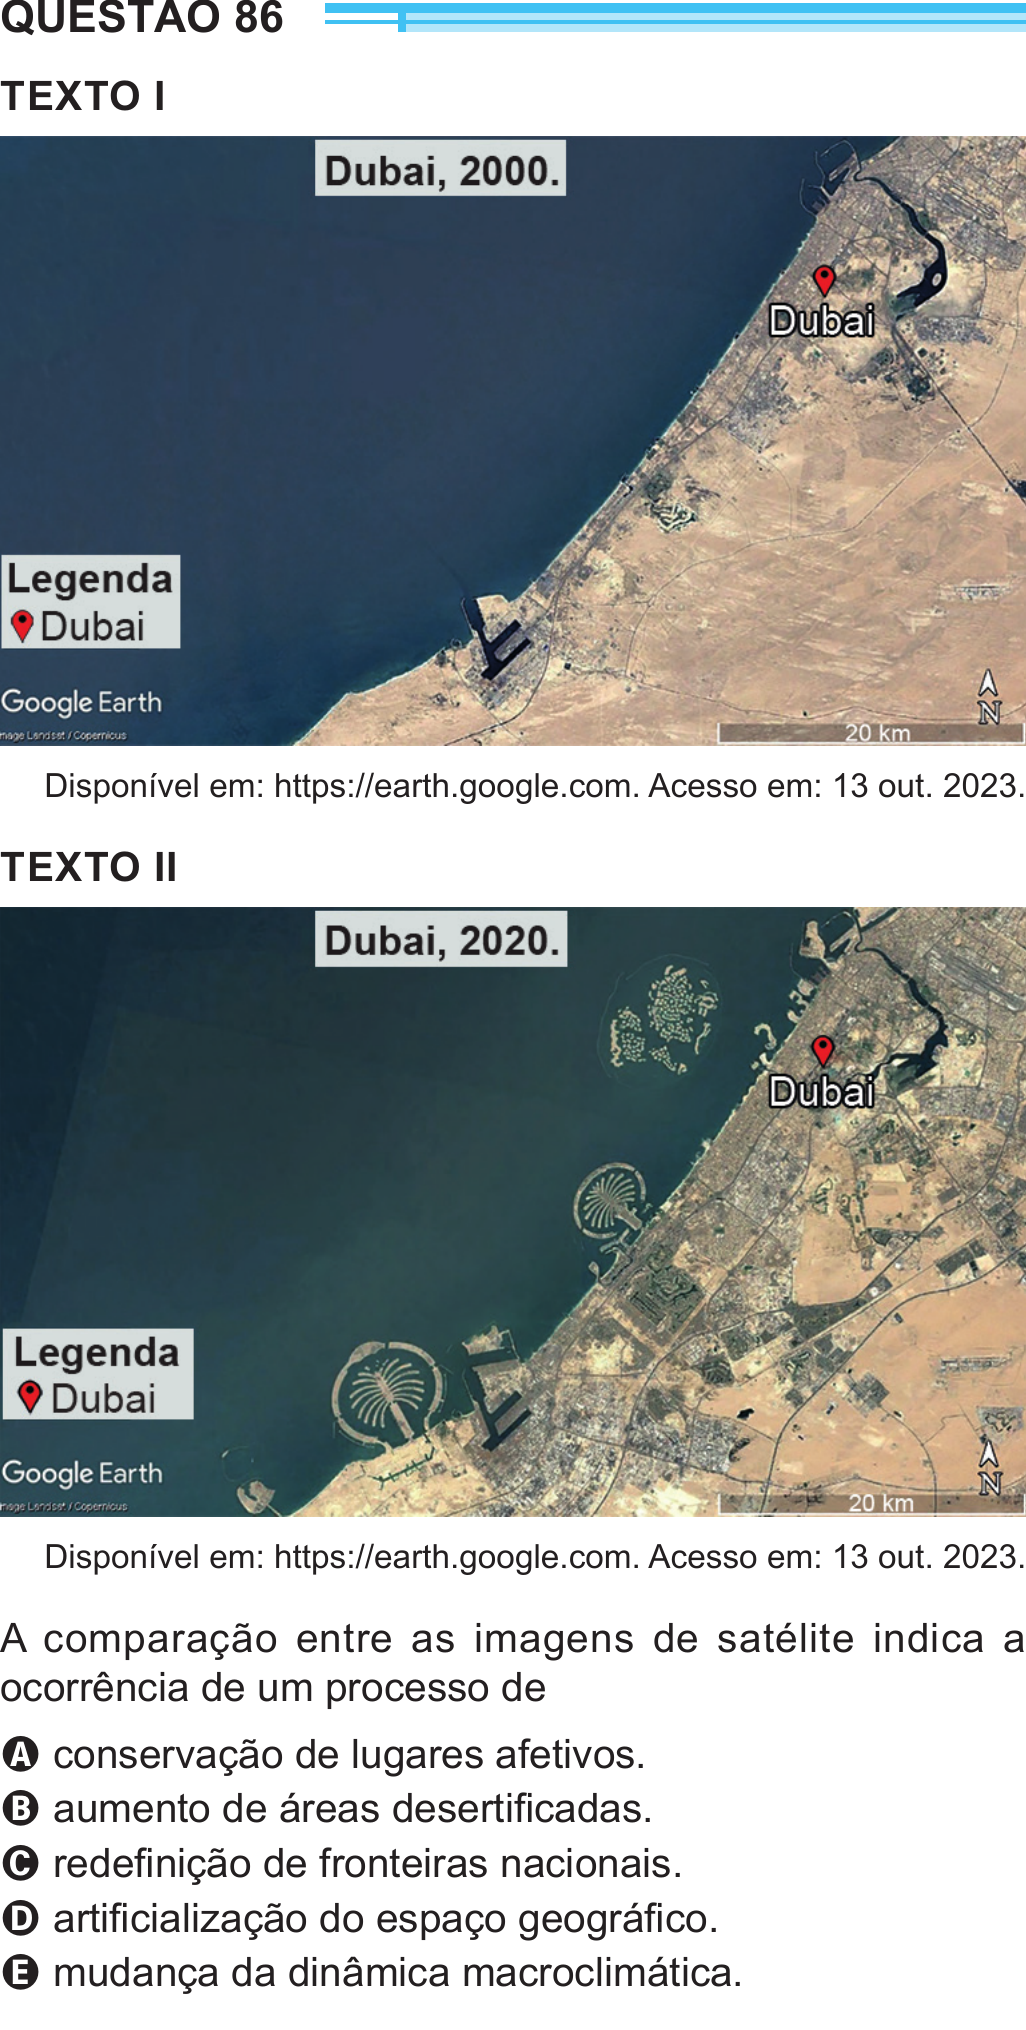 QUESTÃO 86
TEXTO I
Dubai, 2000.
Dubai
Legenda
Dubai
Google Earth
Image Landsat / Copernicus
N
20 km
Disponível em: https://earth.google.com. Acesso em: 13 out. 2023.
TEXTO II
Dubai, 2020.
Dubai
Legenda
Dubai
Google Earth
Image Landsat / Copernicus
N
20 km
Disponível em: https://earth.google.com. Acesso em: 13 out. 2023.
A comparação entre as imagens de satélite indica a
ocorrência de um processo de
A conservação de lugares afetivos.
B aumento de áreas desertificadas.
C redefinição de fronteiras nacionais.
D artificialização do espaço geográfico.
E mudança da dinâmica macroclimática.